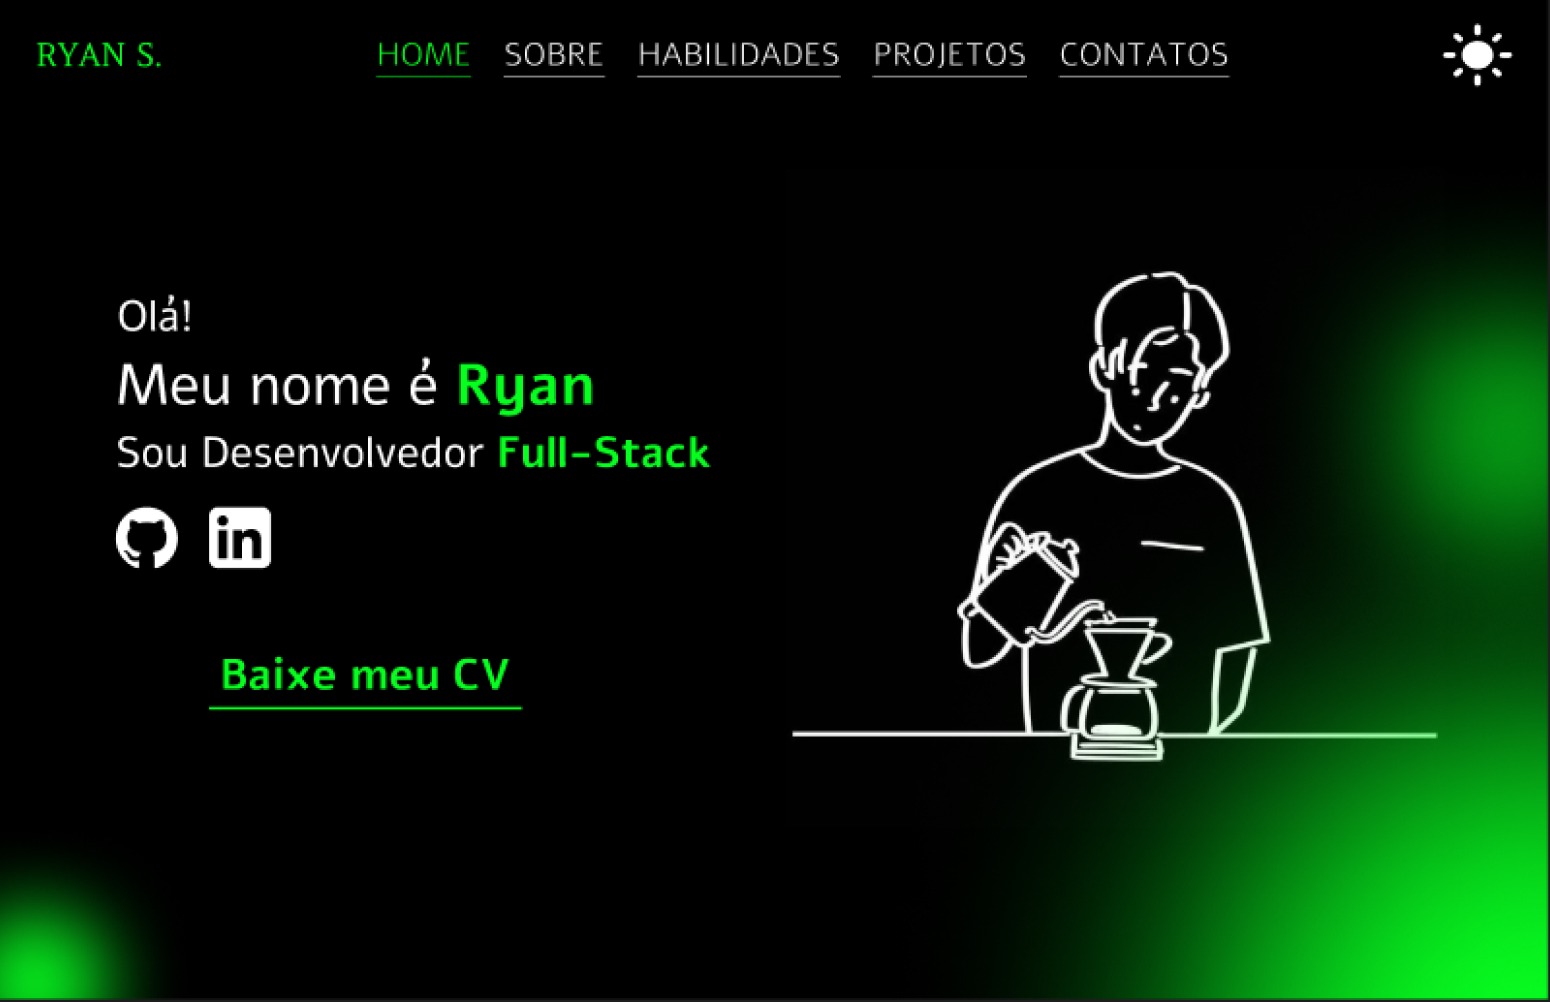 RYAN S.
HOME SOBRE HABILIDADES PROJETOS CONTATOS
Olá!
Meu nome é Ryan
Sou Desenvolvedor Full-Stack
in
Baixe meu CV